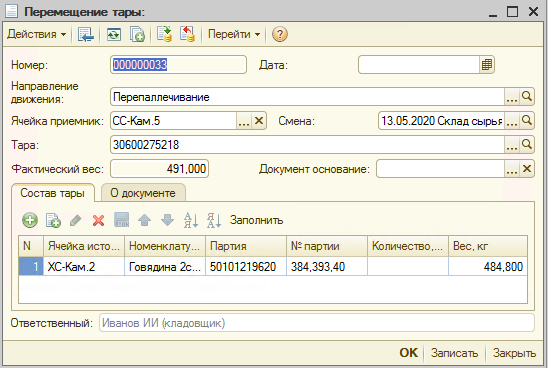 Перемещение тары:
Действия Перейти
Номер: 000000033 Дата:
Направление
движения: Перепаллечивание
Ячейка приемник: СС-Кам.5 Смена: 13.05.2020 Склад сырья
Тара: 30600275218
Фактический вес: 491,000 Документ основание:
Состав тары О документе
Заполнить
N Ячейка исто... Номенклату... Партия № партии Количество,... Вес, кг
1 ХС-Кам.2 Говядина 2с... 50101219620 384,393,40 484,800
Ответственный: Иванов ИИ (кладовщик)
OK Записать Закрыть